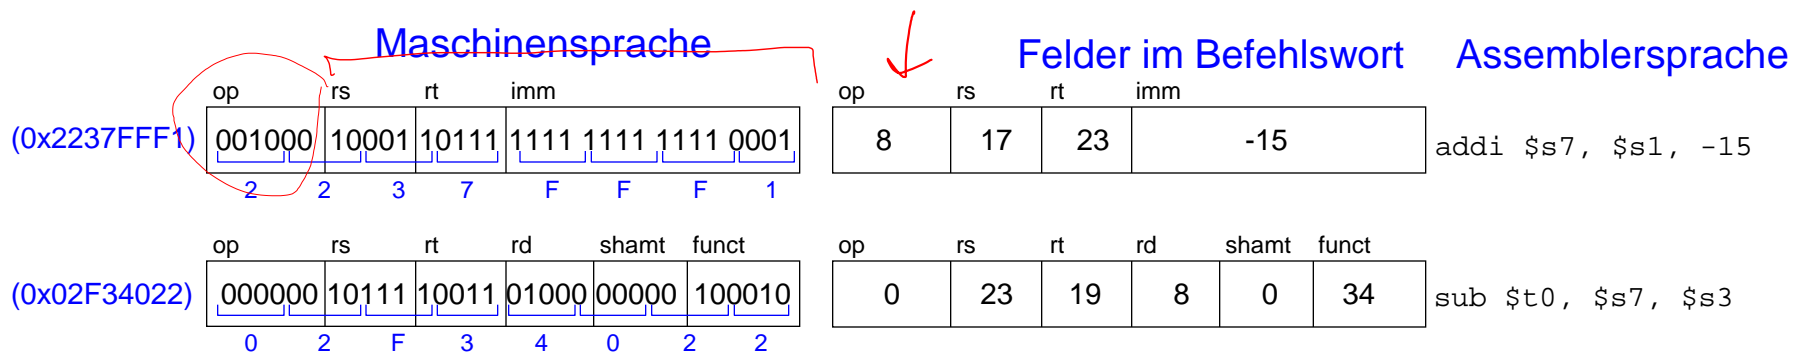 Maschinensprache Felder im Befehlswort Assemblersprache
op rs rt imm op rs rt imm
(0x2237FFF1) 001000 10001 10111 1111 1111 1111 0001 8 17 23 -15 addi $s7, $s1, -15
2 2 3 7 F F F 1
op rs rt rd shamt funct op rs rt rd shamt funct
(0x02F34022) 000000 10111 10011 01000 00000 100010 0 23 19 8 0 34 sub $t0, $s7, $s3
0 2 F 3 4 0 2 2